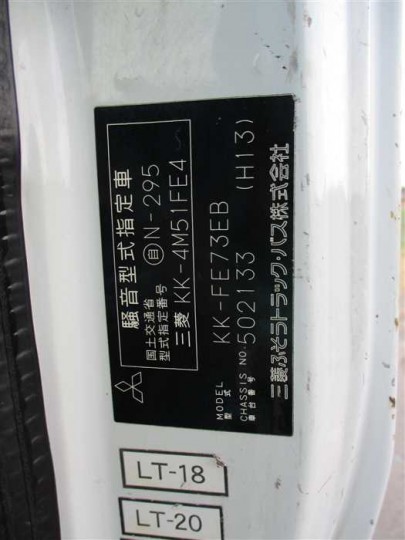 騒音型式指定車
国土交通省
型式指定番号
自N-295
三菱 KK-4M51FE4
MODEL
型式
KK-FE73EB
CHASSIS NO.
車台番号
502133 (H13)
三菱ふそうトラック・バス株式会社
LT-18
LT-20